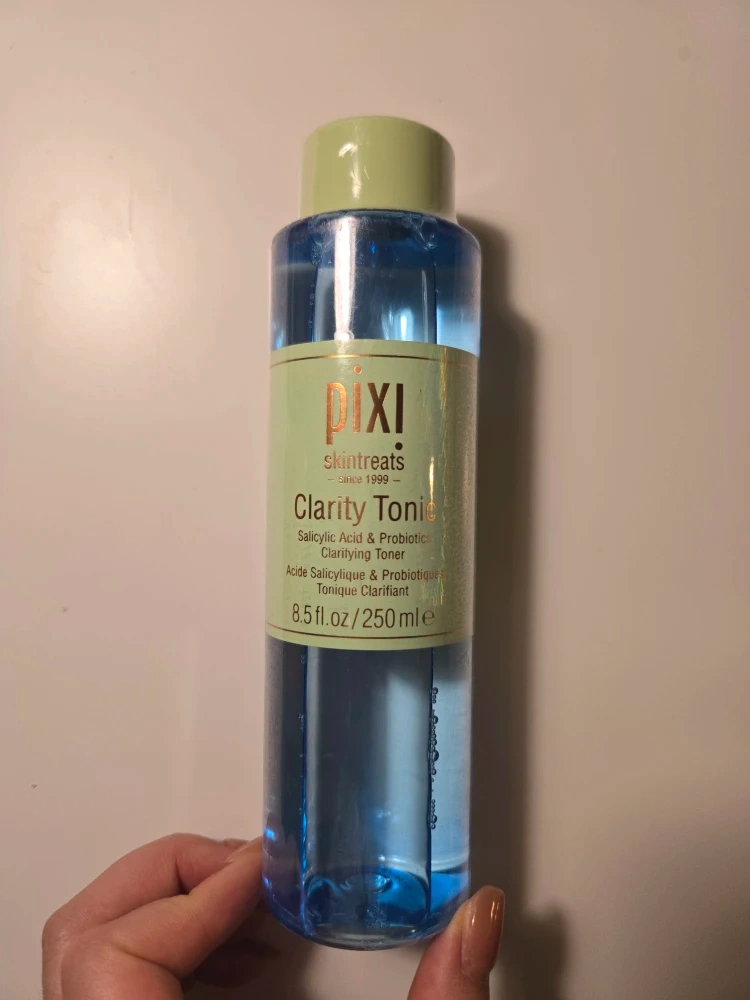 pixi
skintreats
– since 1999 –
Clarity Tonic
Salicylic Acid & Probiotics
Clarifying Toner
Acide Salicylique & Probiotiques
Tonique Clarifiant
8.5 fl.oz/250 ml ℮